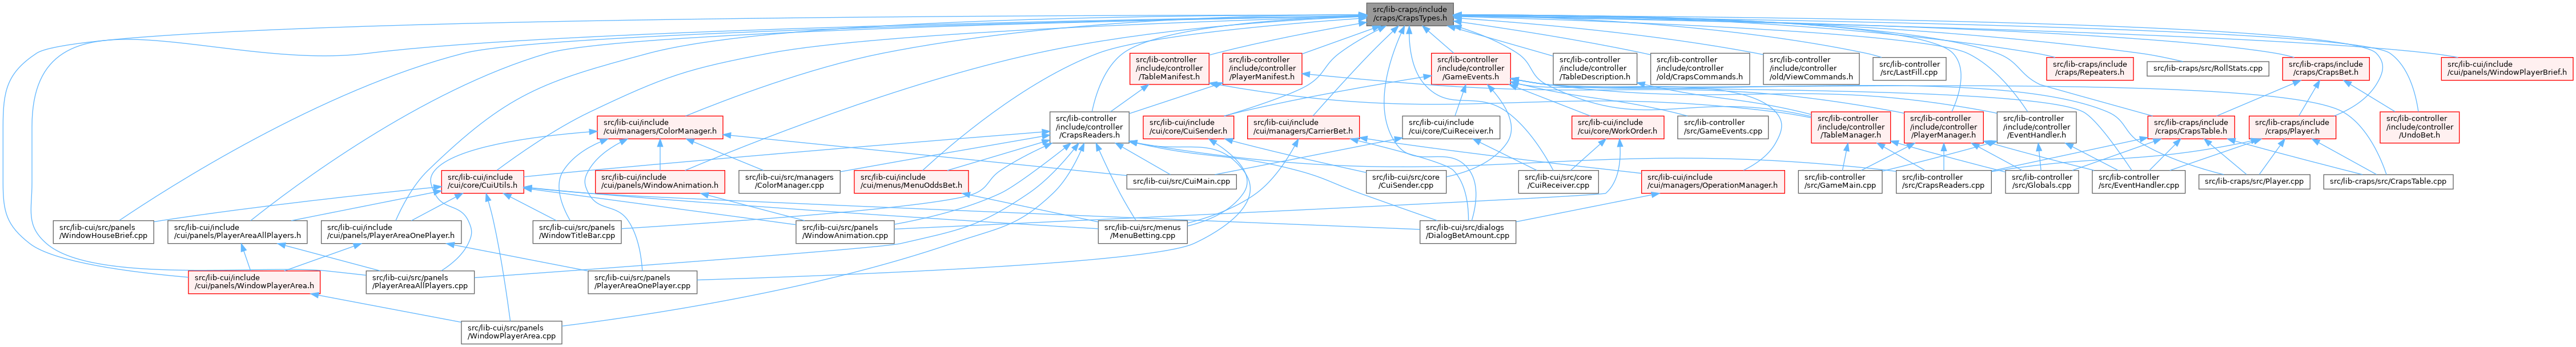 src/lib-craps/include
/craps/CrapsTypes.h
src/lib-controller
/include/controller
/TableManifest.h
src/lib-controller
/include/controller
/PlayerManifest.h
src/lib-controller
/include/controller
/GameEvents.h
src/lib-controller
/include/controller
/TableDescription.h
src/lib-controller
/include/controller
/old/CrapsCommands.h
src/lib-controller
/include/controller
/old/ViewCommands.h
src/lib-controller
/src/LastFill.cpp
src/lib-craps/include
/craps/Repeaters.h
src/lib-craps/src/RollStats.cpp
src/lib-craps/include
/craps/CrapsBet.h
src/lib-cui/include
/cui/panels/WindowPlayerBrief.h
src/lib-cui/include
/cui/managers/ColorManager.h
src/lib-controller
/include/controller
/CrapsReaders.h
src/lib-cui/include
/cui/core/CuiSender.h
src/lib-cui/include
/cui/managers/CarrierBet.h
src/lib-cui/include
/cui/core/CuiReceiver.h
src/lib-cui/include
/cui/core/WorkOrder.h
src/lib-controller
/src/GameEvents.cpp
src/lib-controller
/include/controller
/TableManager.h
src/lib-controller
/include/controller
/PlayerManager.h
src/lib-controller
/include/controller
/EventHandler.h
src/lib-craps/include
/craps/CrapsTable.h
src/lib-craps/include
/craps/Player.h
src/lib-controller
/include/controller
/UndoBet.h
src/lib-cui/include
/cui/core/CuiUtils.h
src/lib-cui/include
/cui/panels/WindowAnimation.h
src/lib-cui/src/managers
/ColorManager.cpp
src/lib-cui/include
/cui/menus/MenuOddsBet.h
src/lib-cui/src/CuiMain.cpp
src/lib-cui/src/core
/CuiSender.cpp
src/lib-cui/src/core
/CuiReceiver.cpp
src/lib-cui/include
/cui/managers/OperationManager.h
src/lib-controller
/src/GameMain.cpp
src/lib-controller
/src/CrapsReaders.cpp
src/lib-controller
/src/Globals.cpp
src/lib-controller
/src/EventHandler.cpp
src/lib-craps/src/Player.cpp
src/lib-craps/src/CrapsTable.cpp
src/lib-cui/src/panels
/WindowHouseBrief.cpp
src/lib-cui/include
/cui/panels/PlayerAreaAllPlayers.h
src/lib-cui/include
/cui/panels/PlayerAreaOnePlayer.h
src/lib-cui/src/panels
/WindowTitleBar.cpp
src/lib-cui/src/panels
/WindowAnimation.cpp
src/lib-cui/src/menus
/MenuBetting.cpp
src/lib-cui/src/dialogs
/DialogBetAmount.cpp
src/lib-cui/include
/cui/panels/WindowPlayerArea.h
src/lib-cui/src/panels
/PlayerAreaAllPlayers.cpp
src/lib-cui/src/panels
/PlayerAreaOnePlayer.cpp
src/lib-cui/src/panels
/WindowPlayerArea.cpp